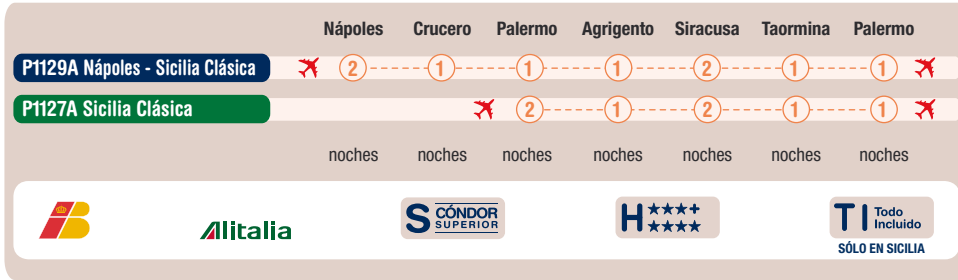 Nápoles Crucero Palermo Agrigento Siracusa Taormina Palermo
P1129A Nápoles - Sicilia Clásica 2 1 1 1 2 1 1
P1127A Sicilia Clásica 2 1 2 1 1
noches noches noches noches noches noches noches
IB
Alitalia
S CÓNDOR
SUPERIOR
H ★★★+
★★★★
TI Todo
Incluido
SÓLO EN SICILIA